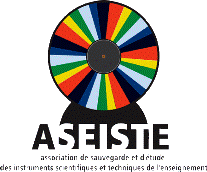 ASEISTE
association de sauvegarde et d'étude
des instruments scientifiques et techniques de l'enseignement